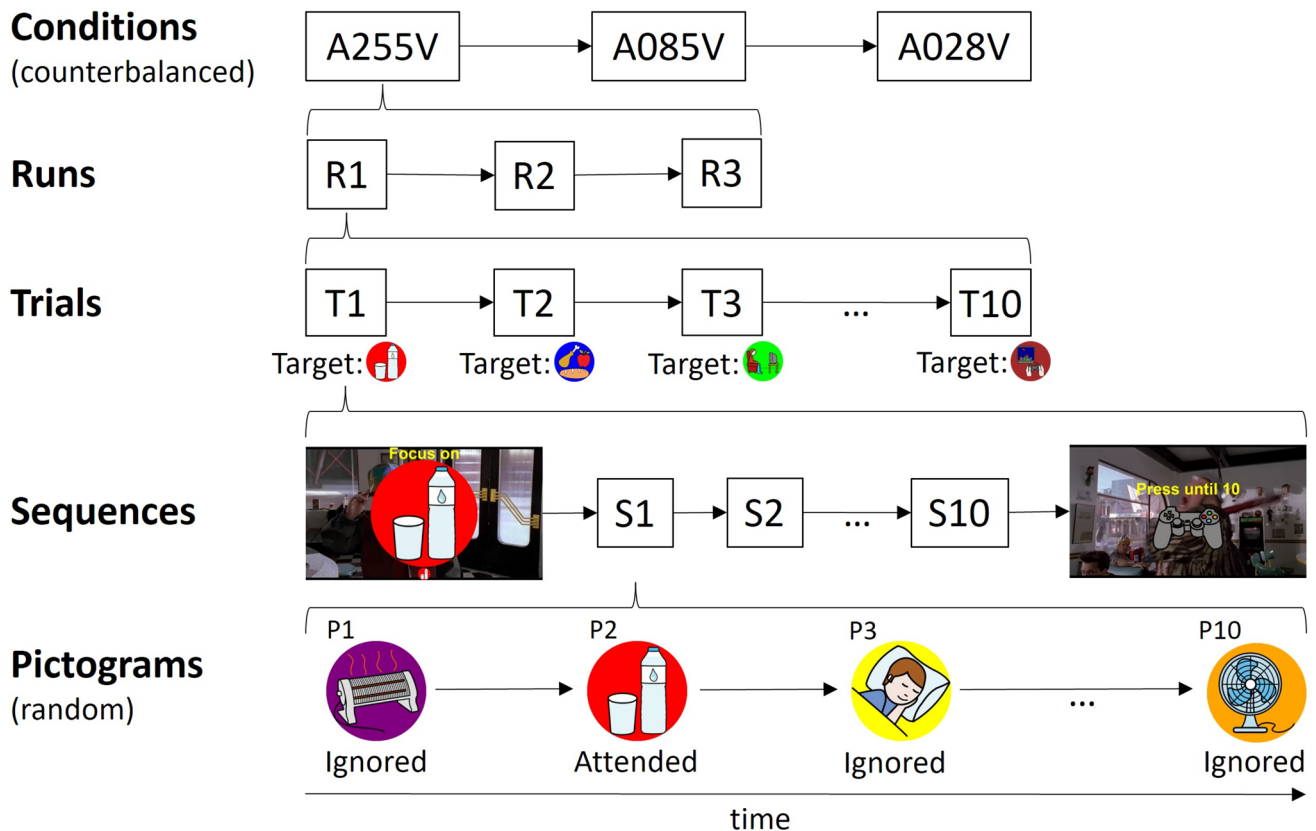 Conditions
(counterbalanced)
A255V
A085V
A028V
Runs
R1
R2
R3
Trials
T1
T2
T3
...
T10
Target:
Target:
Target:
Target:
Sequences
Focus on
S1
S2
...
S10
Press until 10
Pictograms
(random)
P1
P2
P3
P10
...
Ignored
Attended
Ignored
Ignored
time